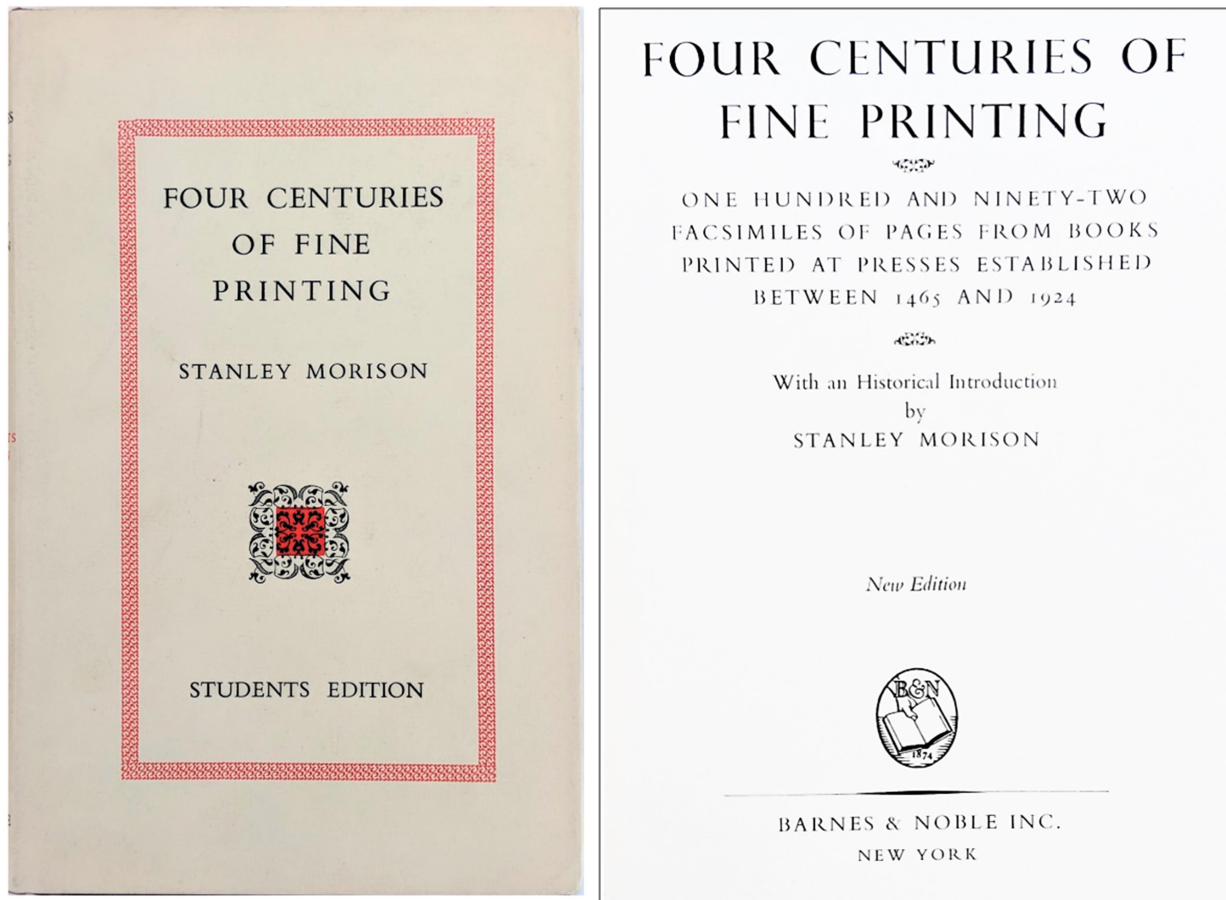 FOUR CENTURIES
OF FINE
PRINTING
STANLEY MORISON
STUDENTS EDITION
FOUR CENTURIES OF
FINE PRINTING
ONE HUNDRED AND NINETY-TWO
FACSIMILES OF PAGES FROM BOOKS
PRINTED AT PRESSES ESTABLISHED
BETWEEN 1465 AND 1924
With an Historical Introduction
by
STANLEY MORISON
New Edition
B&N
1874
BARNES & NOBLE INC.
NEW YORK